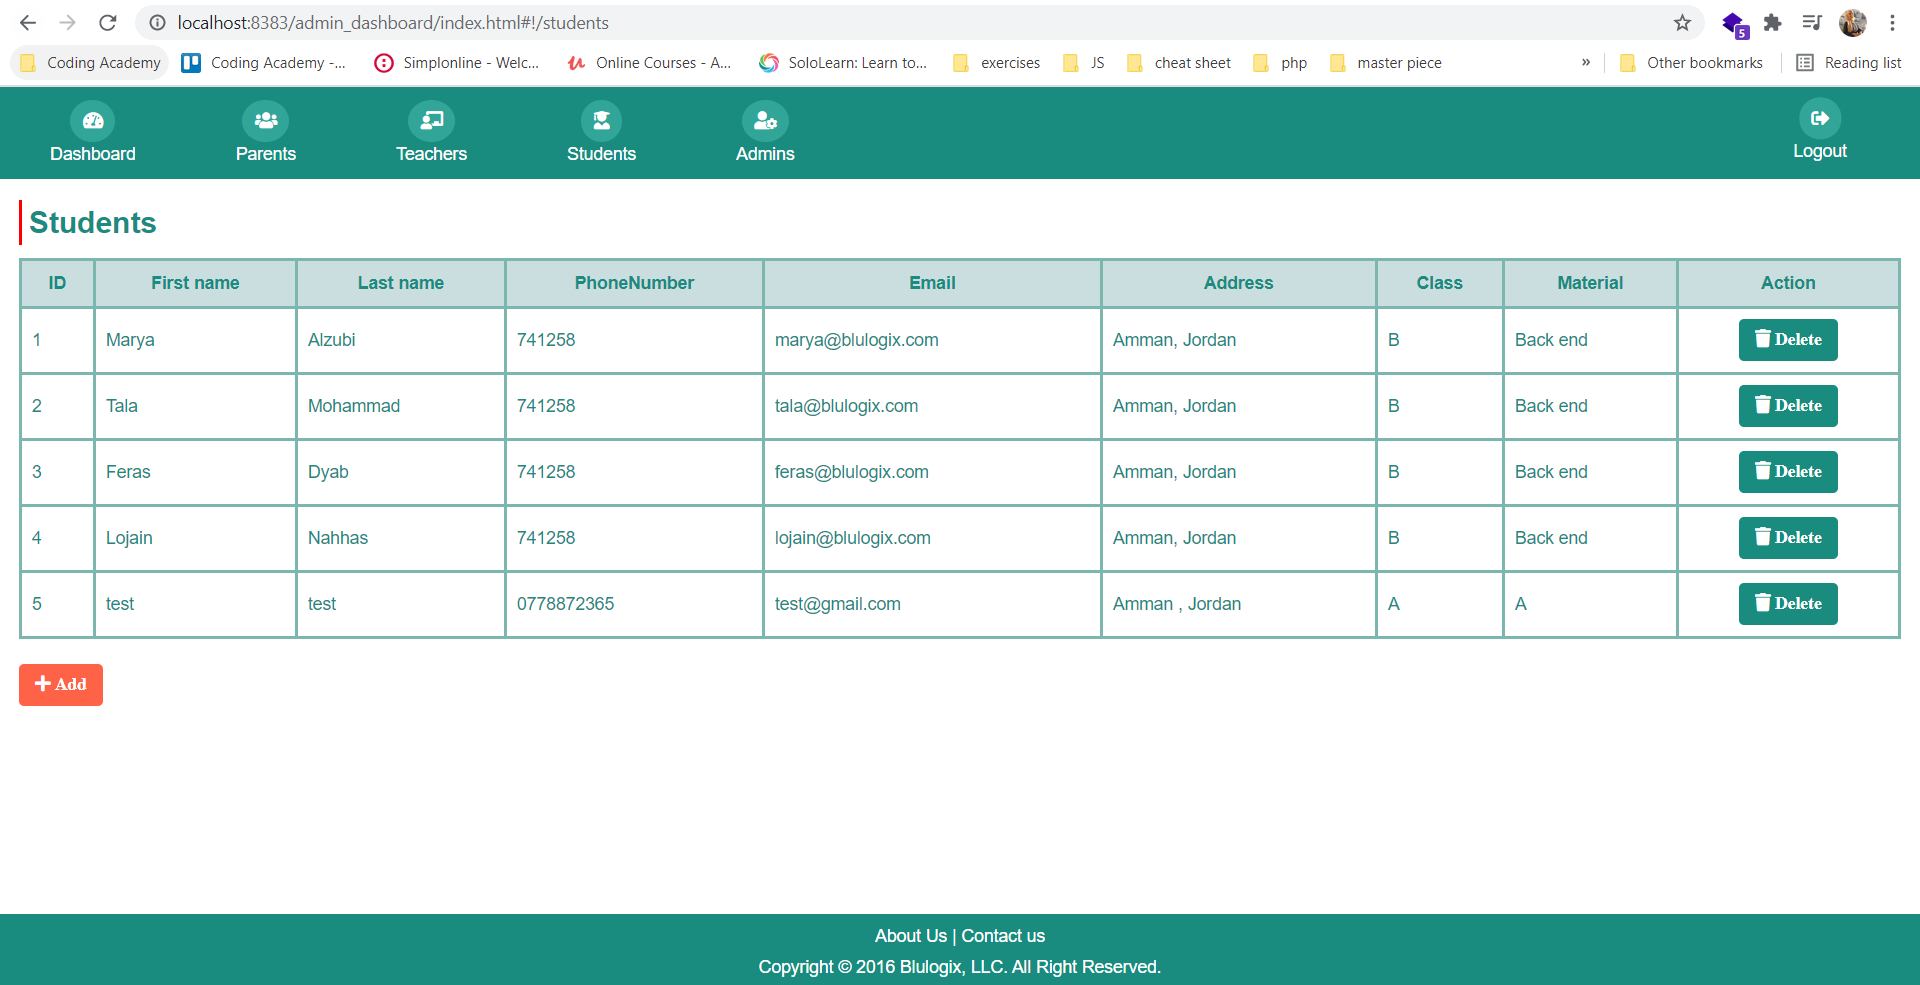 localhost:8383/admin_dashboard/index.html#!/students
5
Coding Academy Coding Academy -... Simplonline - Welc... Online Courses - A... SoloLearn: Learn to... exercises JS cheat sheet php master piece » Other bookmarks Reading list
Dashboard Parents Teachers Students Admins Logout
Students
ID First name Last name PhoneNumber Email Address Class Material Action
1 Marya Alzubi 741258 marya@blulogix.com Amman, Jordan B Back end Delete
2 Tala Mohammad 741258 tala@blulogix.com Amman, Jordan B Back end Delete
3 Feras Dyab 741258 feras@blulogix.com Amman, Jordan B Back end Delete
4 Lojain Nahhas 741258 lojain@blulogix.com Amman, Jordan B Back end Delete
5 test test 0778872365 test@gmail.com Amman , Jordan A A Delete
Add
About Us | Contact us
Copyright © 2016 Blulogix, LLC. All Right Reserved.